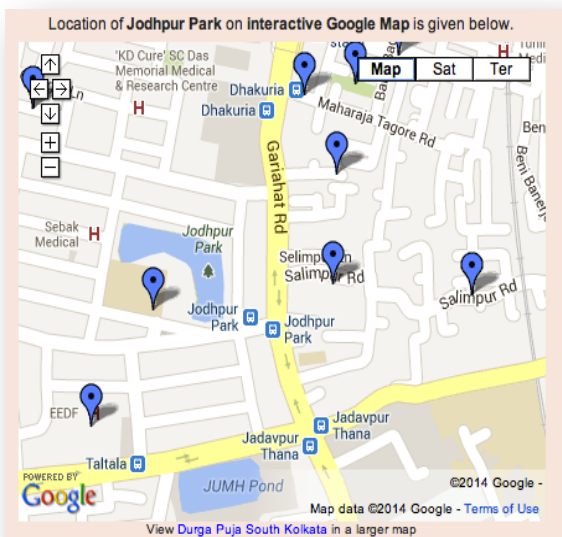 Location of Jodhpur Park on interactive Google Map is given below.
'KD Cure' SC Das
Memorial Medical
& Research Centre
Map
Sat
Ter
Ln
H
Dhakuria
Dhakuria
Maharaja Tagore Rd
Ben
Gariahat Rd
Sebak
Medical
H
Jodhpur
Park
Salimpur Rd
Salimpur Rd
Jodhpur
Park
Jodhpur
Park
EEDF
Jadavpur
Thana
Jadavpur
Thana
Taltala
JUMH Pond
POWERED BY
Google
©2014 Google -
Map data ©2014 Google - Terms of Use
View Durga Puja South Kolkata in a larger map